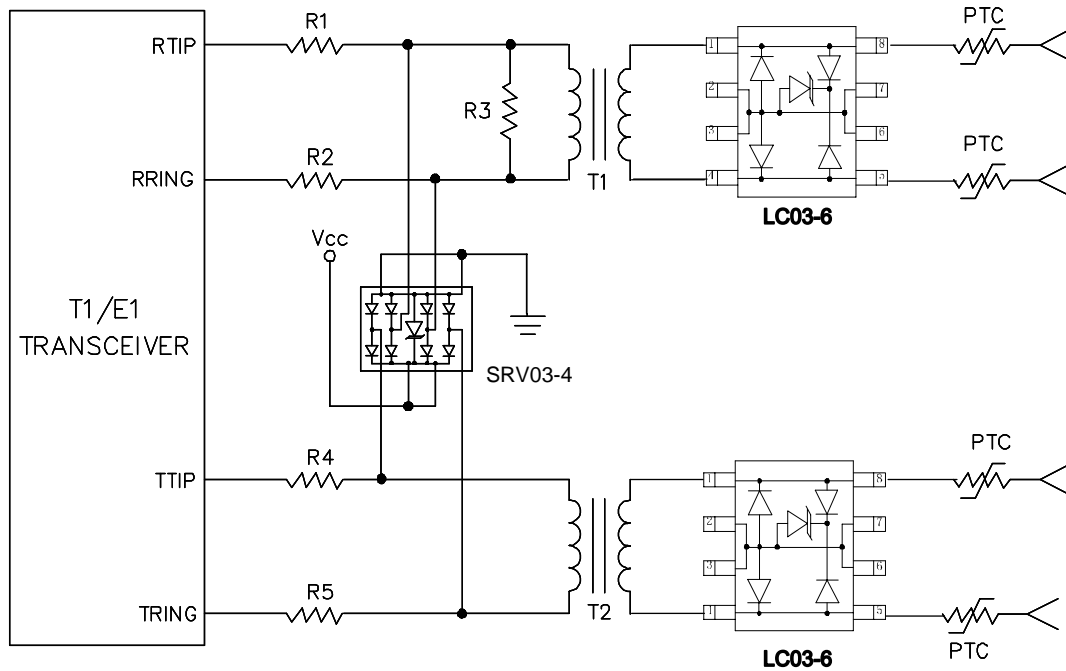 PTC
R1
RTIP
1
8
2
7
R3
3
6
PTC
R2
RRING
4
5
T1
LC03-6
Vcc
T1/E1
TRANSCEIVER
SRV03-4
PTC
R4
TTIP
1
8
2
7
3
6
R5
TRING
1
5
T2
PTC
LC03-6